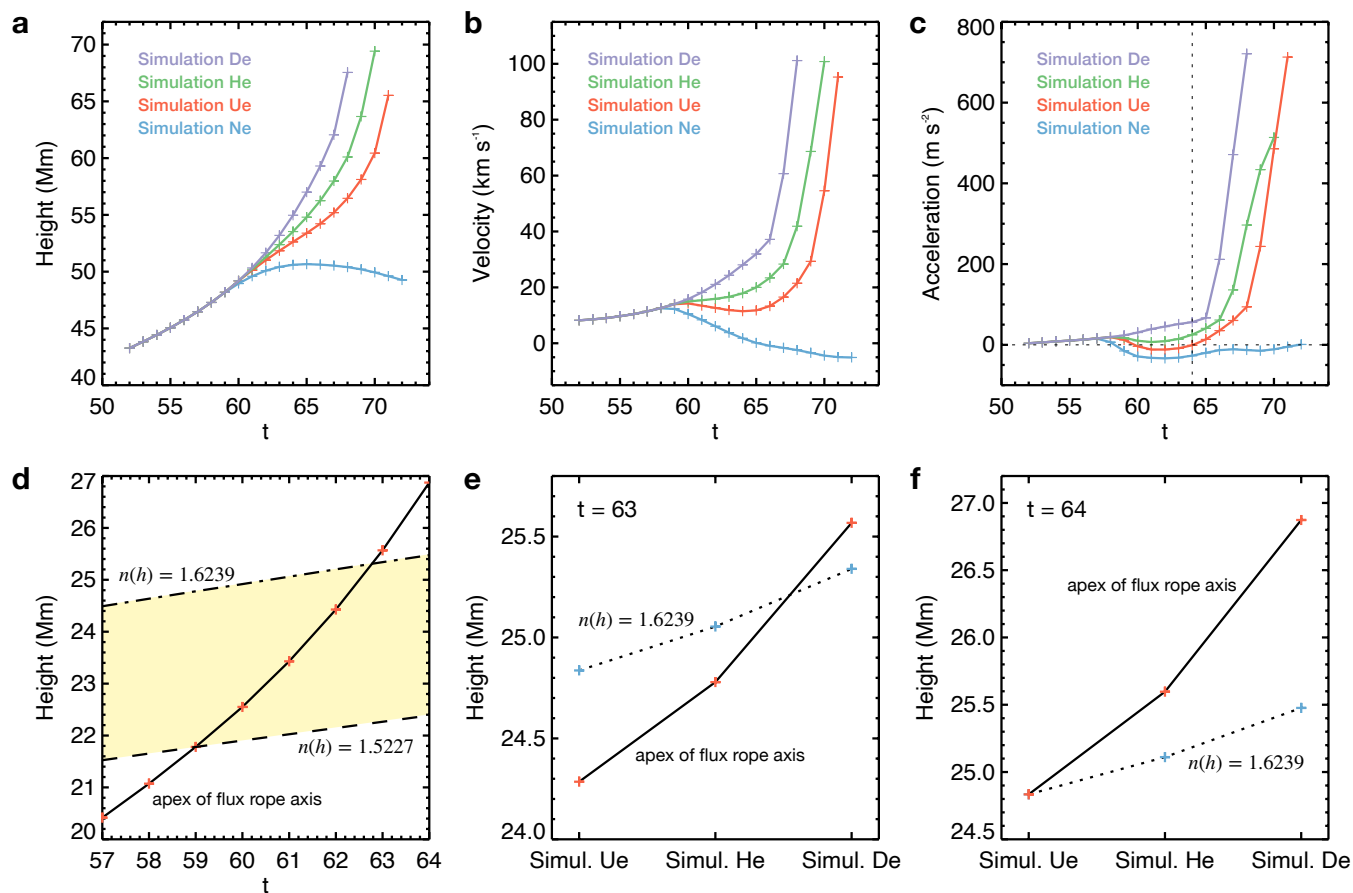 a
Height (Mm)
70
65
60
55
50
45
40
50
55
60
65
70
t
Simulation De
Simulation He
Simulation Ue
Simulation Ne
b
Velocity (km s⁻¹)
100
80
60
40
20
0
50
55
60
65
70
t
Simulation De
Simulation He
Simulation Ue
Simulation Ne
c
Acceleration (m s⁻²)
800
600
400
200
0
50
55
60
65
70
t
Simulation De
Simulation He
Simulation Ue
Simulation Ne
d
Height (Mm)
27
26
25
24
23
22
21
20
57
58
59
60
61
62
63
64
t
n(h) = 1.6239
n(h) = 1.5227
apex of flux rope axis
e
Height (Mm)
25.5
25.0
24.5
24.0
t = 63
n(h) = 1.6239
apex of flux rope axis
Simul. Ue
Simul. He
Simul. De
f
Height (Mm)
27.0
26.5
26.0
25.5
25.0
24.5
t = 64
apex of flux rope axis
n(h) = 1.6239
Simul. Ue
Simul. He
Simul. De